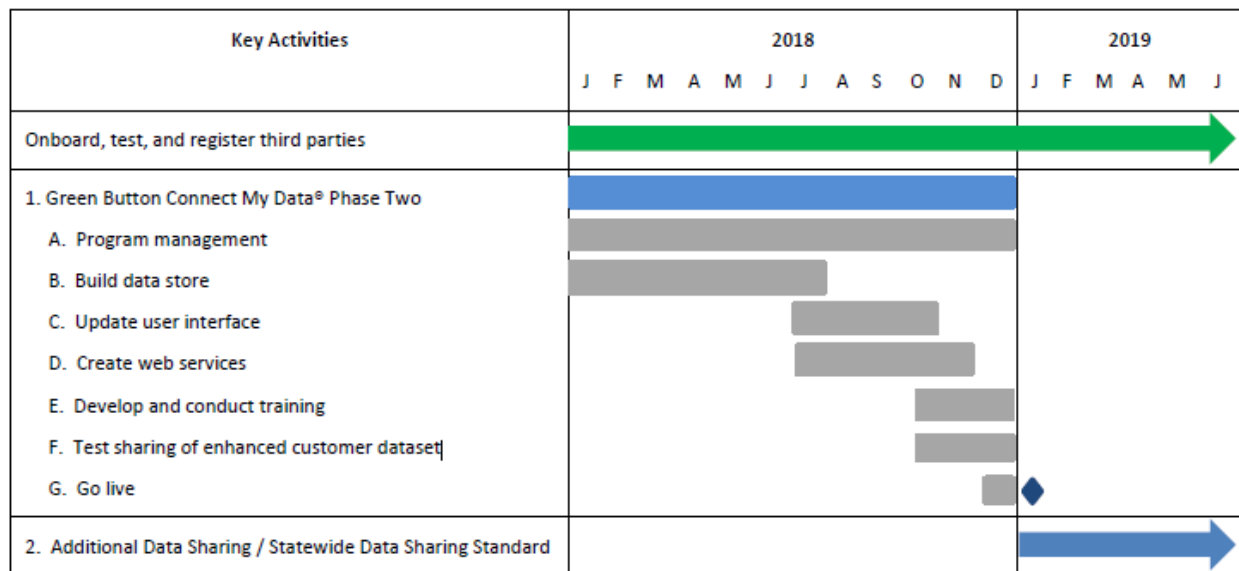 Key Activities 2018 2019
J F M A M J J A S O N D J F M A M J
Onboard, test, and register third parties
1. Green Button Connect My Data® Phase Two
A. Program management
B. Build data store
C. Update user interface
D. Create web services
E. Develop and conduct training
F. Test sharing of enhanced customer dataset
G. Go live
2. Additional Data Sharing / Statewide Data Sharing Standard